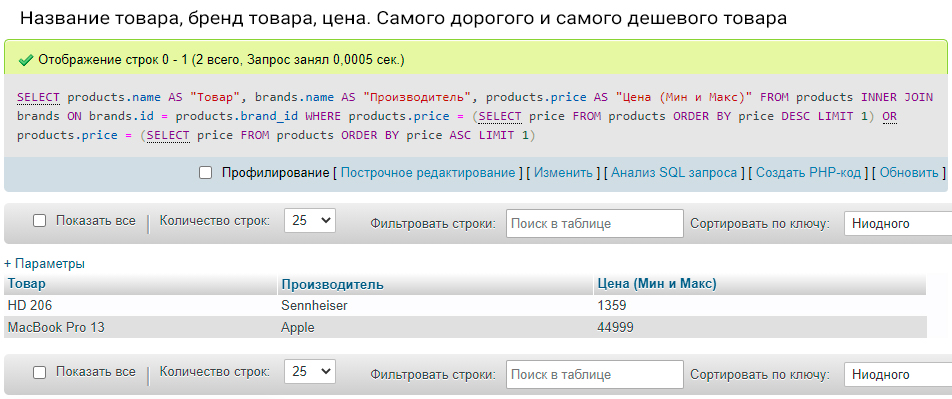 Название товара, бренд товара, цена. Самого дорогого и самого дешевого товара
Отображение строк 0 - 1 (2 всего, Запрос занял 0,0005 сек.)
SELECT products.name AS "Товар", brands.name AS "Производитель", products.price AS "Цена (Мин и Макс)" FROM products INNER JOIN
brands ON brands.id = products.brand_id WHERE products.price = (SELECT price FROM products ORDER BY price DESC LIMIT 1) OR
products.price = (SELECT price FROM products ORDER BY price ASC LIMIT 1)
Профилирование [ Построчное редактирование ] [ Изменить ] [ Анализ SQL запроса ] [ Создать PHP-код ] [ Обновить ]
Показать все | Количество строк: 25 Фильтровать строки: Поиск в таблице Сортировать по ключу: Ниодного
+ Параметры
Товар Производитель Цена (Мин и Макс)
HD 206 Sennheiser 1359
MacBook Pro 13 Apple 44999
Показать все | Количество строк: 25 Фильтровать строки: Поиск в таблице Сортировать по ключу: Ниодного